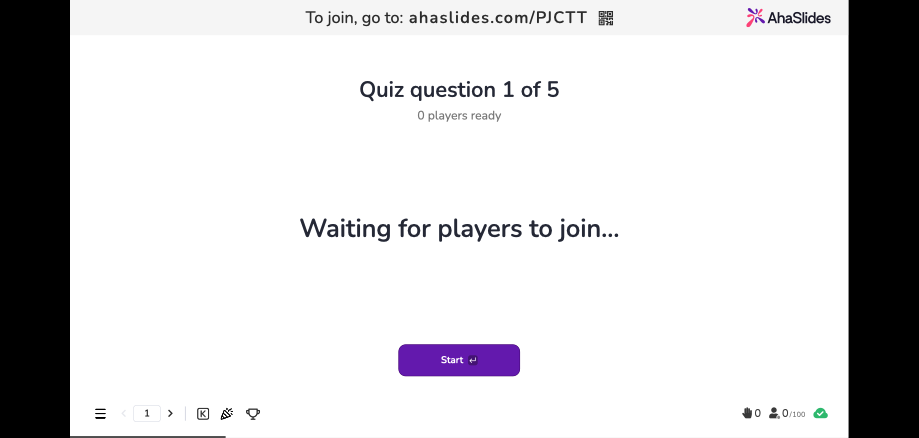 To join, go to: ahaslides.com/PJCTT
AhaSlides
Quiz question 1 of 5
0 players ready
Waiting for players to join...
Start ↵
1
K
0
0/100